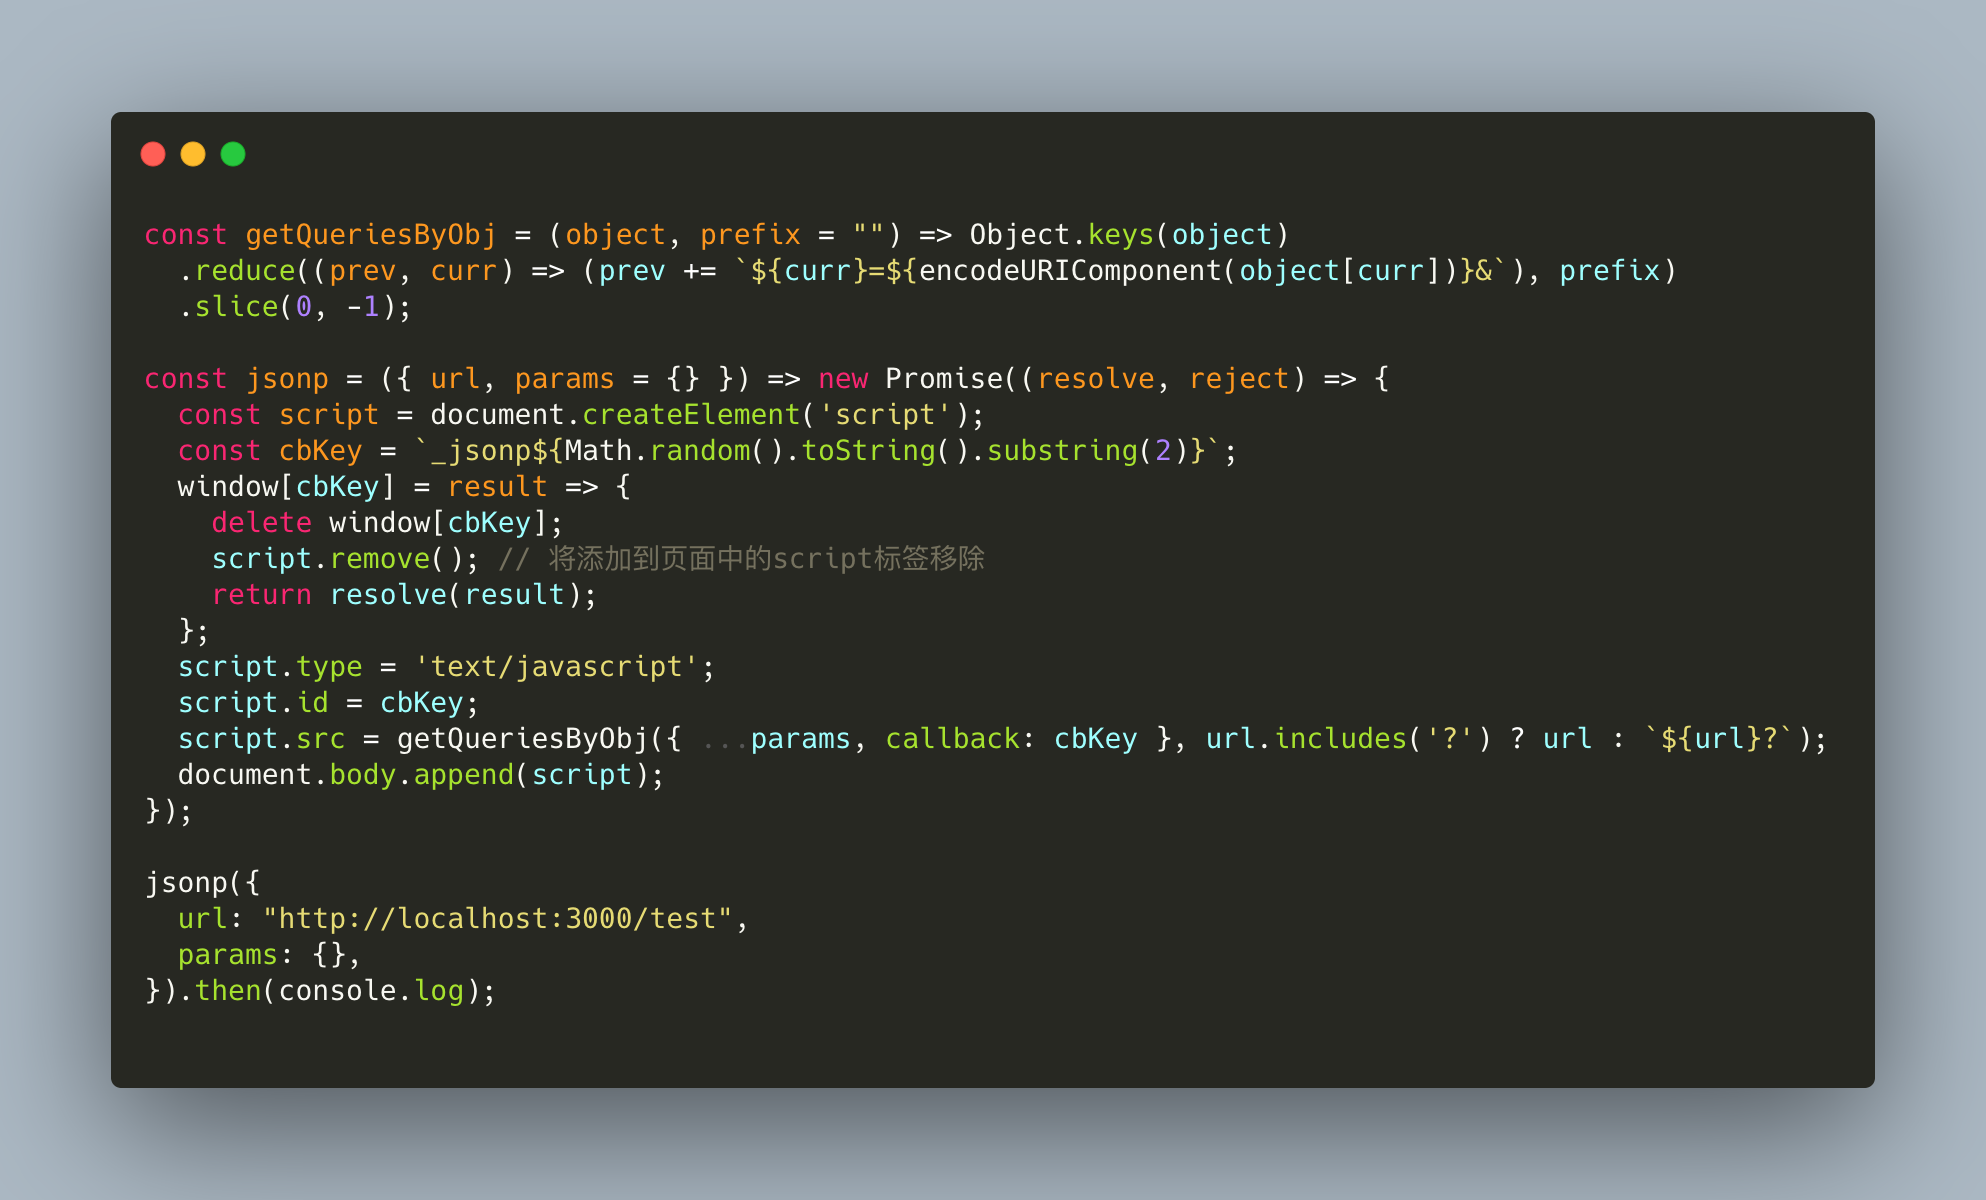 const getQueriesByObj = (object, prefix = "") => Object.keys(object)
  .reduce((prev, curr) => (prev += `${curr}=${encodeURIComponent(object[curr])}&`), prefix)
  .slice(0, -1);

const jsonp = ({ url, params = {} }) => new Promise((resolve, reject) => {
  const script = document.createElement('script');
  const cbKey = `_jsonp${Math.random().toString().substring(2)}`;
  window[cbKey] = result => {
    delete window[cbKey];
    script.remove(); // 将添加到页面中的script标签移除
    return resolve(result);
  };
  script.type = 'text/javascript';
  script.id = cbKey;
  script.src = getQueriesByObj({ ...params, callback: cbKey }, url.includes('?') ? url : `${url}?`);
  document.body.append(script);
});

jsonp({
  url: "http://localhost:3000/test",
  params: {},
}).then(console.log);